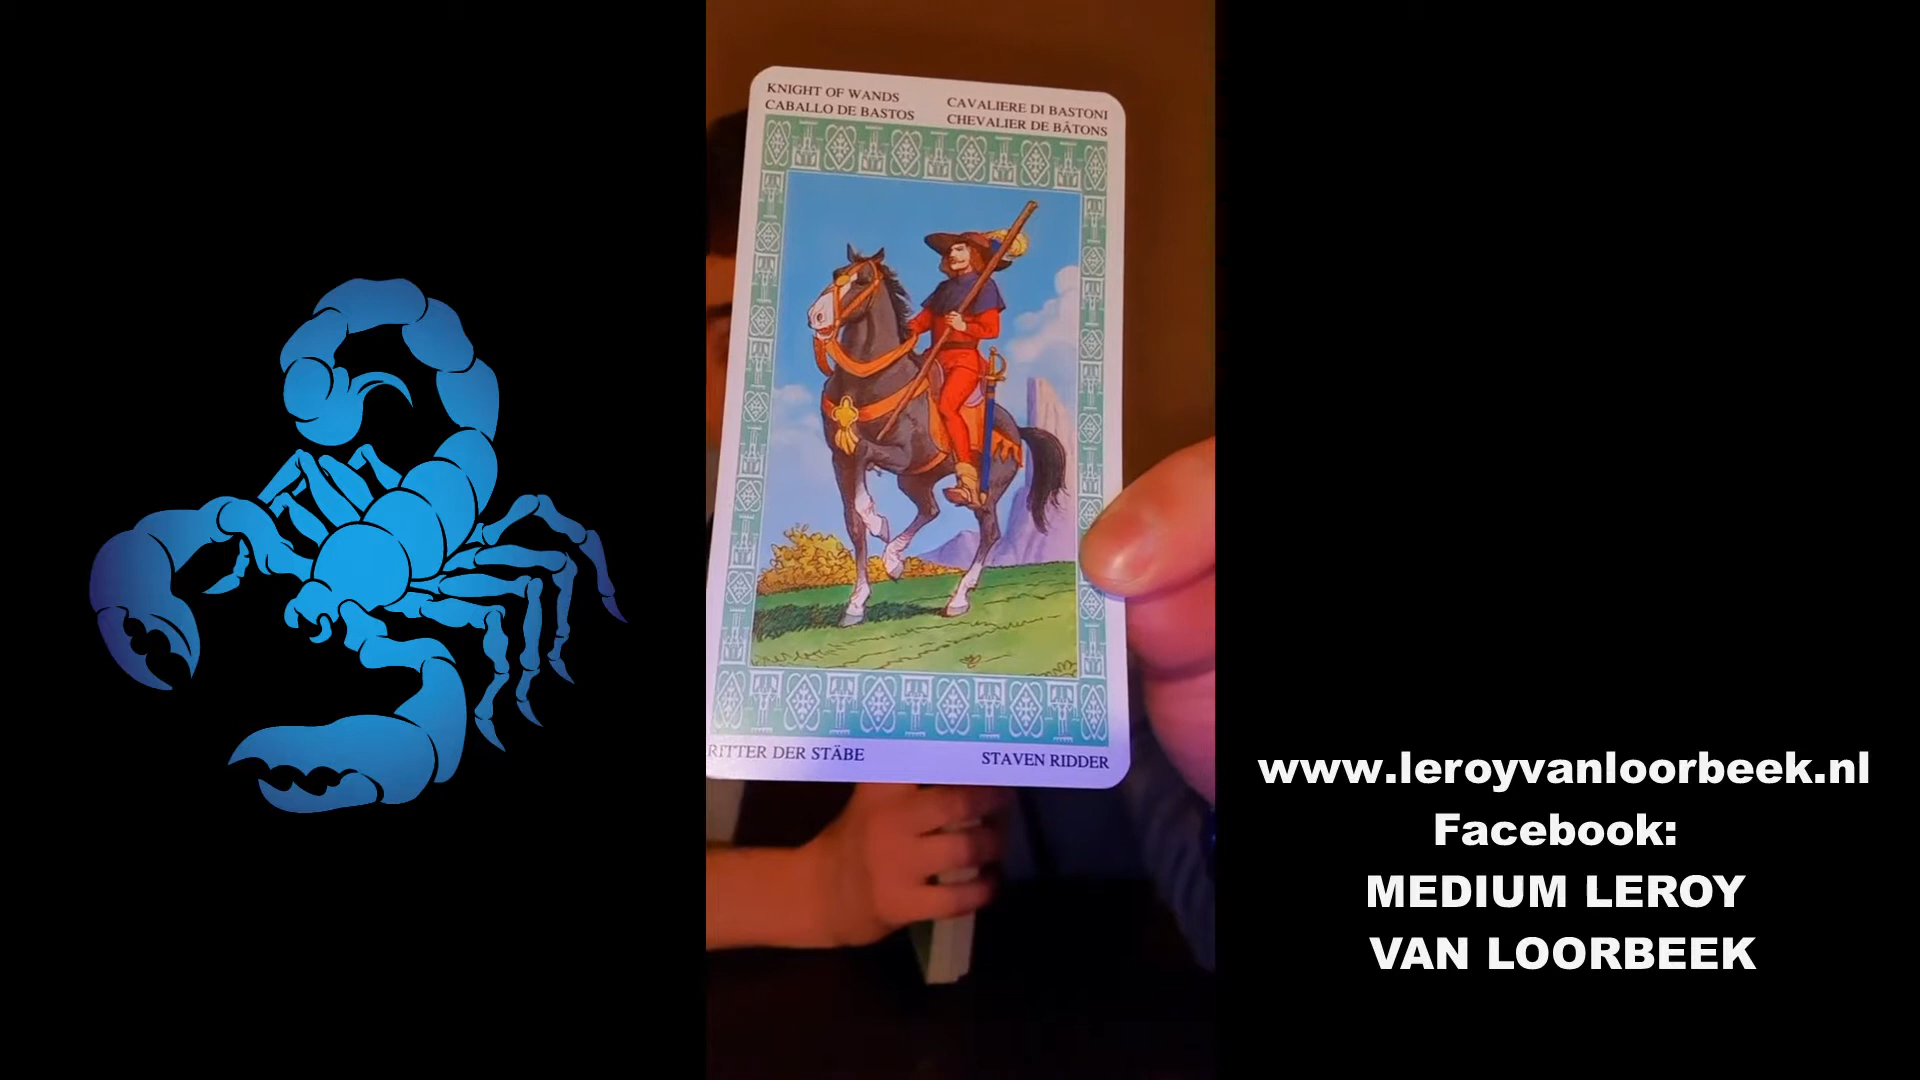 KNIGHT OF WANDS
CABALLO DE BASTOS
CAVALIERE DI BASTONI
CHEVALIER DE BÂTONS
RITTER DER STÄBE
STAVEN RIDDER
www.leroyvanloorbeek.nl
Facebook:
MEDIUM LEROY
VAN LOORBEEK